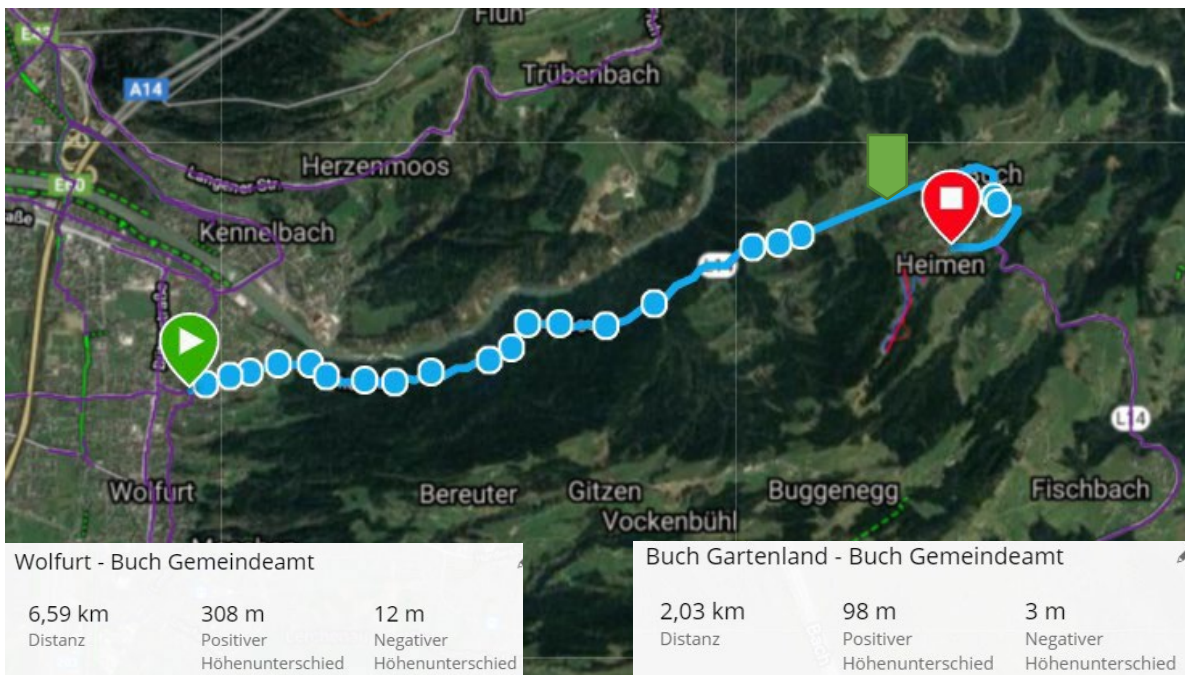 Fluh
Trübenbach
A14
Herzenmoos
Langener Str.
E60
aße
Kennelbach
Buch
Heimen
L14
Wolfurt
Bereuter
Gitzen
Buggenegg
Fischbach
Vockenbühl
Wolfurt - Buch Gemeindeamt
6,59 km
308 m
12 m
Distanz
Positiver
Negativer
Höhenunterschied
Höhenunterschied
Buch Gartenland - Buch Gemeindeamt
2,03 km
98 m
3 m
Distanz
Positiver
Negativer
Höhenunterschied
Höhenunterschied